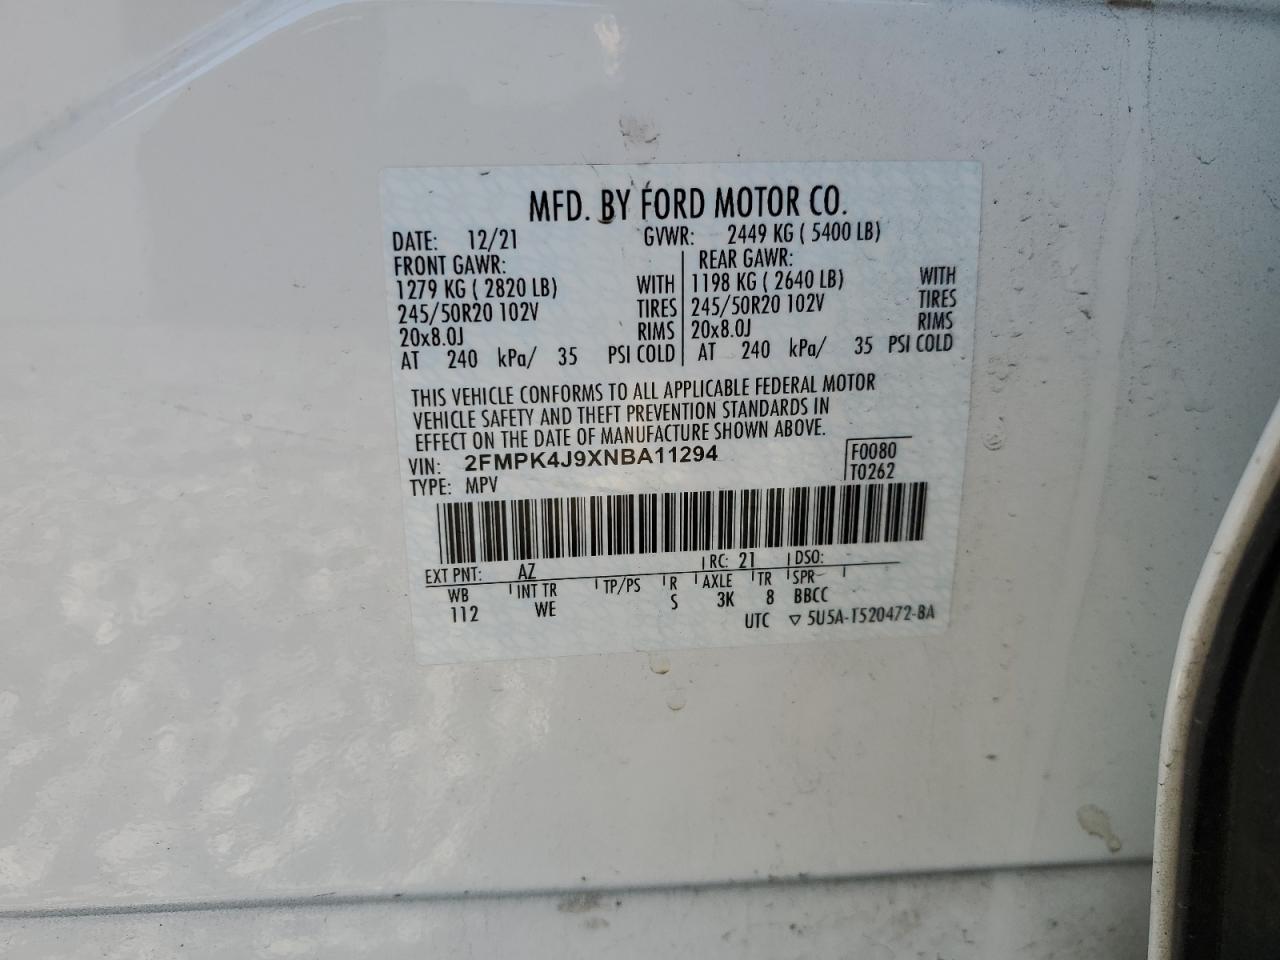 MFD. BY FORD MOTOR CO.
DATE: 12/21 GVWR: 2449 KG ( 5400 LB)
FRONT GAWR: REAR GAWR:
1279 KG ( 2820 LB) WITH 1198 KG ( 2640 LB) WITH
245/50R20 102V TIRES 245/50R20 102V TIRES
20x8.0J RIMS 20x8.0J RIMS
AT 240 kPa/ 35 PSI COLD AT 240 kPa/ 35 PSI COLD
THIS VEHICLE CONFORMS TO ALL APPLICABLE FEDERAL MOTOR
VEHICLE SAFETY AND THEFT PREVENTION STANDARDS IN
EFFECT ON THE DATE OF MANUFACTURE SHOWN ABOVE.
VIN: 2FMPK4J9XNBA11294 F0080
TYPE: MPV T0262
EXT PNT: AZ RC: 21 DSO:
WB INT TR TP/PS R AXLE TR SPR
112 WE S 3K 8 BBCC
UTC ▽ 5U5A-1520472-BA